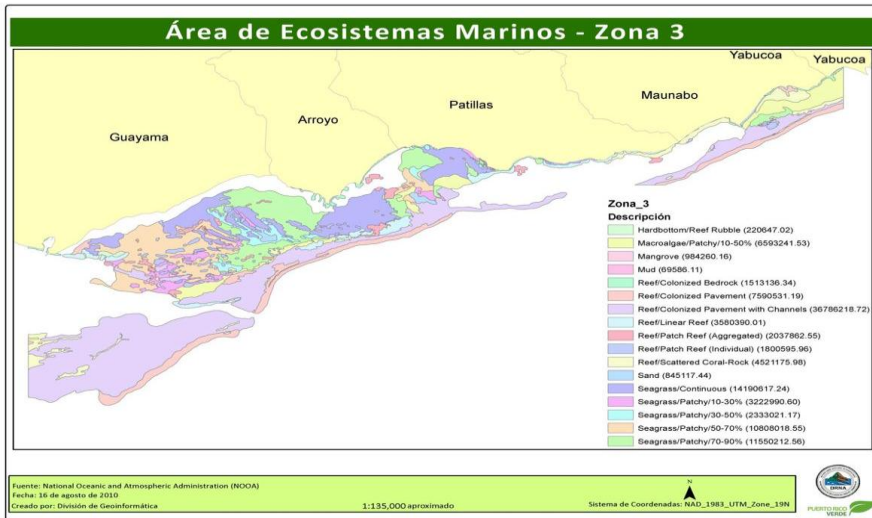 Área de Ecosistemas Marinos - Zona 3
Yabucoa
Yabucoa
Maunabo
Patillas
Arroyo
Guayama
Zona_3
Descripción
Hardbottom/Reef Rubble (220647.02)
Macroalgae/Patchy/10-50% (6593241.53)
Mangrove (984260.16)
Mud (69586.11)
Reef/Colonized Bedrock (1513136.34)
Reef/Colonized Pavement (7590531.19)
Reef/Colonized Pavement with Channels (36786218.72)
Reef/Linear Reef (3580390.01)
Reef/Patch Reef (Aggregated) (2037862.55)
Reef/Patch Reef (Individual) (1800595.96)
Reef/Scattered Coral-Rock (4521175.98)
Sand (845117.44)
Seagrass/Continuous (14190617.24)
Seagrass/Patchy/10-30% (3222990.60)
Seagrass/Patchy/30-50% (2333021.17)
Seagrass/Patchy/50-70% (10808018.55)
Seagrass/Patchy/70-90% (11550212.56)
Fuente: National Oceanic and Atmospheric Administration (NOOA)
Fecha: 16 de agosto de 2010
Creado por: División de Geoinformática
1:135,000 aproximado
N
Sistema de Coordenadas: NAD_1983_UTM_Zone_19N
DRNA
PUERTO RICO
VERDE